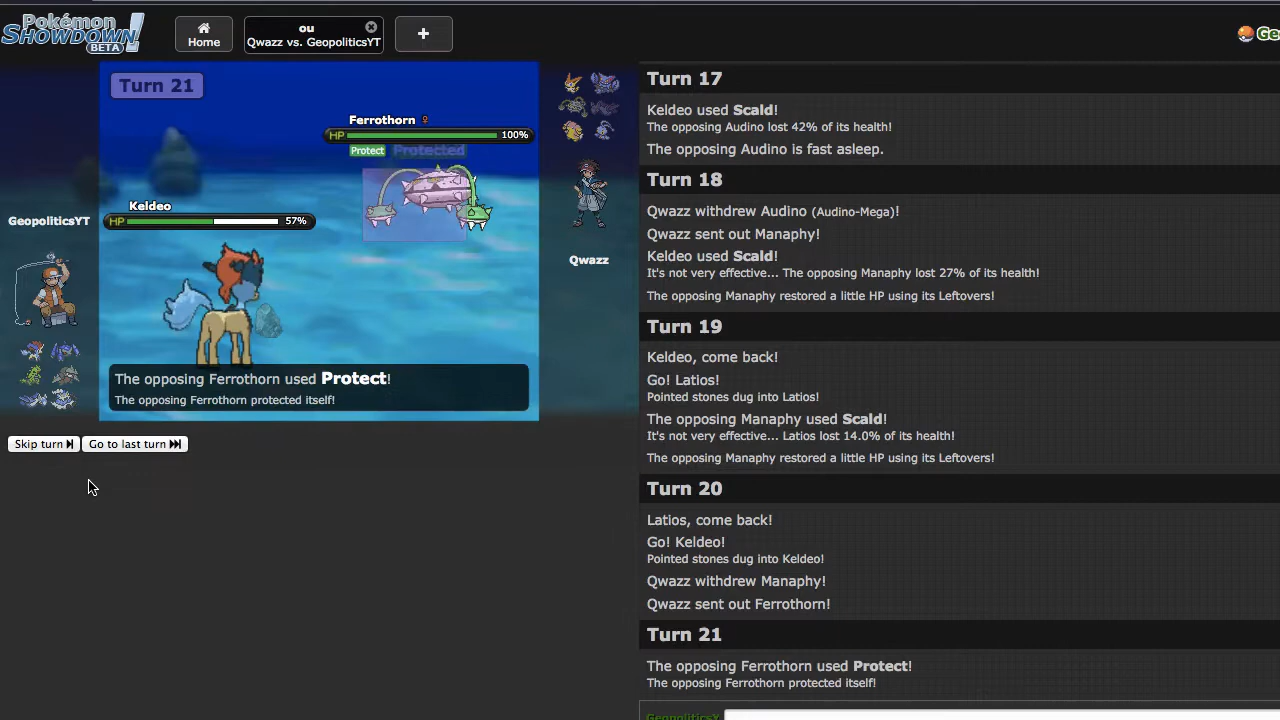 Pokémon
SHOWDOWN!
BETA
Home
ou
Qwazz vs. GeopoliticsYT
+
Turn 21
Ferrothorn ♀
HP 100%
Protect Protected
Keldeo
HP 57%
GeopoliticsYT
Qwazz
The opposing Ferrothorn used Protect!
The opposing Ferrothorn protected itself!
Skip turn Go to last turn
Turn 17
Keldeo used Scald!
The opposing Audino lost 42% of its health!
The opposing Audino is fast asleep.
Turn 18
Qwazz withdrew Audino (Audino-Mega)!
Qwazz sent out Manaphy!
Keldeo used Scald!
It's not very effective... The opposing Manaphy lost 27% of its health!
The opposing Manaphy restored a little HP using its Leftovers!
Turn 19
Keldeo, come back!
Go! Latios!
Pointed stones dug into Latios!
The opposing Manaphy used Scald!
It's not very effective... Latios lost 14.0% of its health!
The opposing Manaphy restored a little HP using its Leftovers!
Turn 20
Latios, come back!
Go! Keldeo!
Pointed stones dug into Keldeo!
Qwazz withdrew Manaphy!
Qwazz sent out Ferrothorn!
Turn 21
The opposing Ferrothorn used Protect!
The opposing Ferrothorn protected itself!